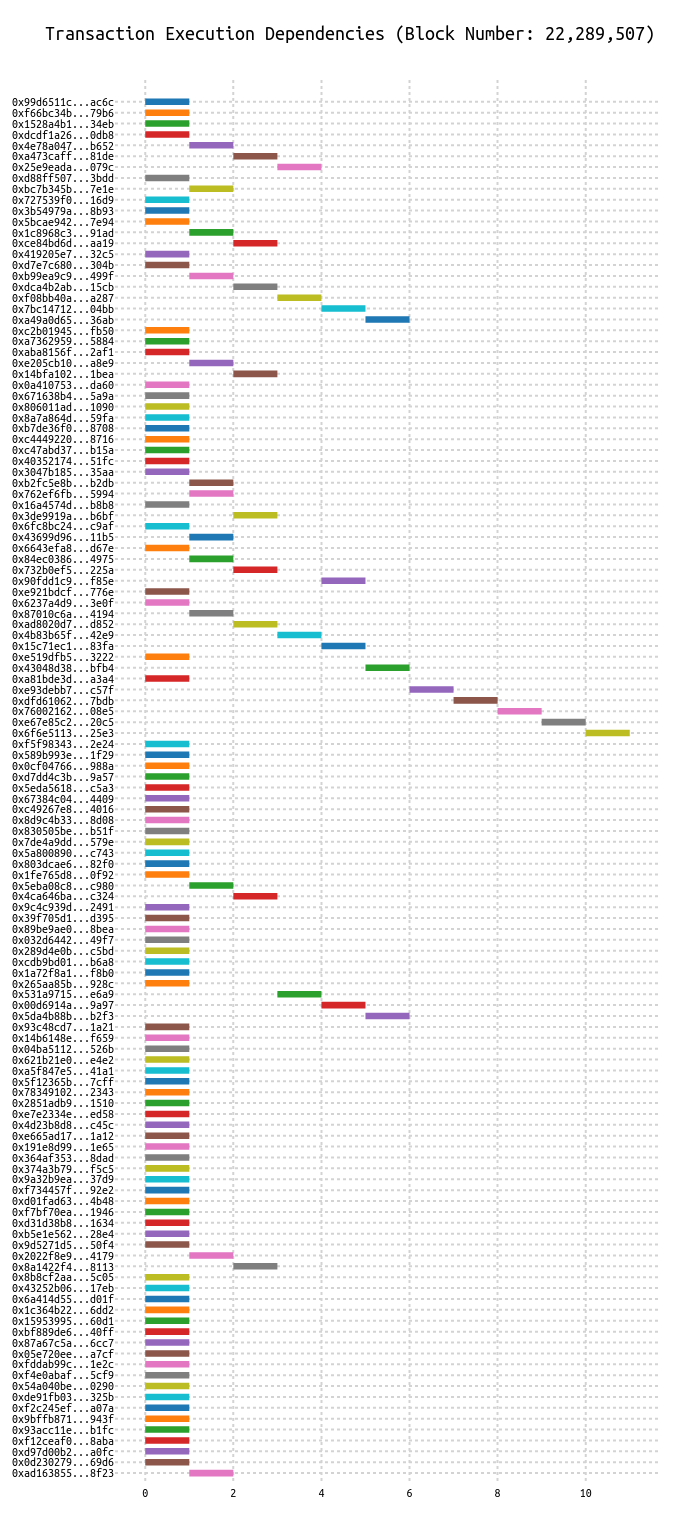 Transaction Execution Dependencies (Block Number: 22,289,507)
0x99d6511c...ac6c
0xf66bc34b...79b6
0x1528a4b1...34eb
0xdcdf1a26...0db8
0x4e78a047...b652
0xa473caff...81de
0x25e9eada...079c
0xd88ff507...3bdd
0xbc7b345b...7e1e
0x727539f0...16d9
0x3b54979a...8b93
0x5bcae942...7e94
0x1c8968c3...91ad
0xce84bd6d...aa19
0x419205e7...32c5
0xd7e7c680...304b
0xb99ea9c9...499f
0xdca4b2ab...15cb
0xf08bb40a...a287
0x7bc14712...04bb
0xa49a0d65...36ab
0xc2b01945...fb50
0xa7362959...5884
0xaba8156f...2af1
0xe205cb10...a8e9
0x14bfa102...1bea
0x0a410753...da60
0x671638b4...5a9a
0x806011ad...1090
0x8a7a864d...59fa
0xb7de36f0...8708
0xc4449220...8716
0xc47abd37...b15a
0x40352174...51fc
0x3047b185...35aa
0xb2fc5e8b...b2db
0x762ef6fb...5994
0x16a4574d...b8b8
0x3de9919a...b6bf
0x6fc8bc24...c9af
0x43699d96...11b5
0x6643efa8...d67e
0x84ec0386...4975
0x732b0ef5...225a
0x90fdd1c9...f85e
0xe921bdcf...776e
0x6237a4d9...3e0f
0x87010c6a...4194
0xad8020d7...d852
0x4b83b65f...42e9
0x15c71ec1...83fa
0xe519dfb5...3222
0x43048d38...bfb4
0xa81bde3d...a3a4
0xe93debb7...c57f
0xdfd61062...7bdb
0x76002162...08e5
0xe67e85c2...20c5
0x6f6e5113...25e3
0xf5f98343...2e24
0x589b993e...1f29
0x0cf04766...988a
0xd7dd4c3b...9a57
0x5eda5618...c5a3
0x67384c04...4409
0xc49267e8...4016
0x8d9c4b33...8d08
0x830505be...b51f
0x7de4a9dd...579e
0x5a800890...c743
0x803dcae6...82f0
0x1fe765d8...0f92
0x5eba08c8...c980
0x4ca646ba...c324
0x9c4c939d...2491
0x39f705d1...d395
0x89be9ae0...8bea
0x032d6442...49f7
0x289d4e0b...c5bd
0xcdb9bd01...b6a8
0x1a72f8a1...f8b0
0x265aa85b...928c
0x531a9715...e6a9
0x00d6914a...9a97
0x5da4b88b...b2f3
0x93c48cd7...1a21
0x14b6148e...f659
0x04ba5112...526b
0x621b21e0...e4e2
0xa5f847e5...41a1
0x5f12365b...7cff
0x78349102...2343
0x2851adb9...1510
0xe7e2334e...ed58
0x4d23b8d8...c45c
0xe665ad17...1a12
0x191e8d99...1e65
0x364af353...8dad
0x374a3b79...f5c5
0x9a32b9ea...37d9
0xf734457f...92e2
0xd01fad63...4b48
0xf7bf70ea...1946
0xd31d38b8...1634
0xb5e1e562...28e4
0x9d5271d5...50f4
0x2022f8e9...4179
0x8a1422f4...8113
0x8b8cf2aa...5c05
0x43252b06...17eb
0x6a414d55...d01f
0x1c364b22...6dd2
0x15953995...60d1
0xbf889de6...40ff
0x87a67c5a...6cc7
0x05e720ee...a7cf
0xfddab99c...1e2c
0xf4e0abaf...5cf9
0x54a040be...0290
0xde91fb03...325b
0xf2c245ef...a07a
0x9bffb871...943f
0x93acc11e...b1fc
0xf12ceaf0...8aba
0xd97d00b2...a0fc
0x0d230279...69d6
0xad163855...8f23
0 2 4 6 8 10